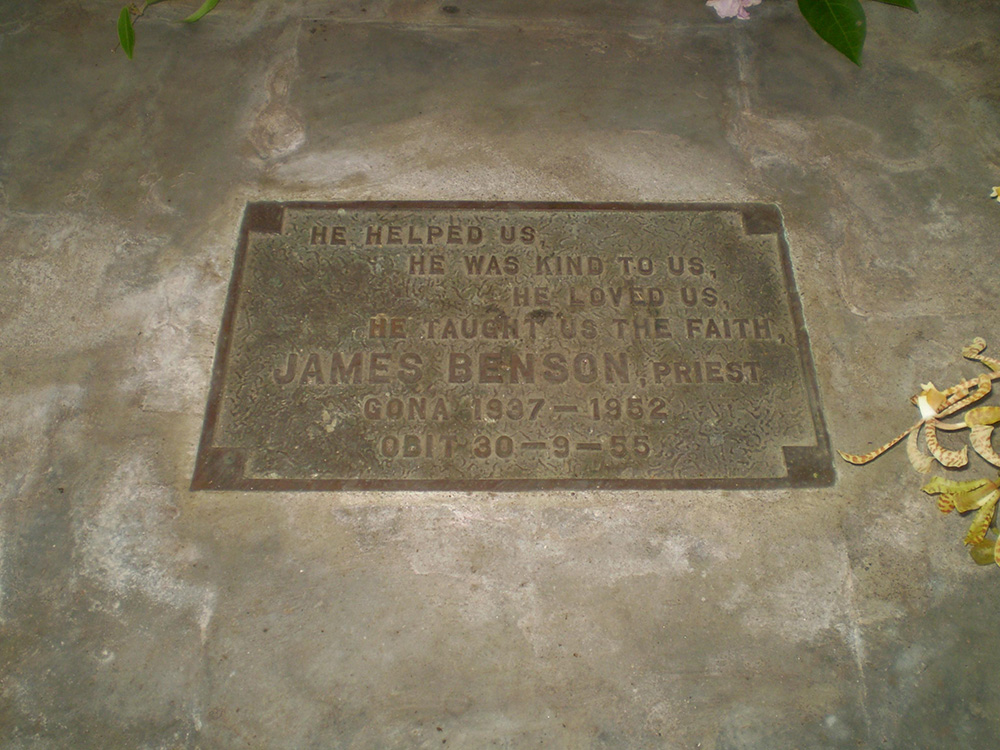 HE HELPED US,
HE WAS KIND TO US,
HE LOVED US,
HE TAUGHT US THE FAITH,
JAMES BENSON, PRIEST
GONA 1937-1952
OBIT 30-9-55